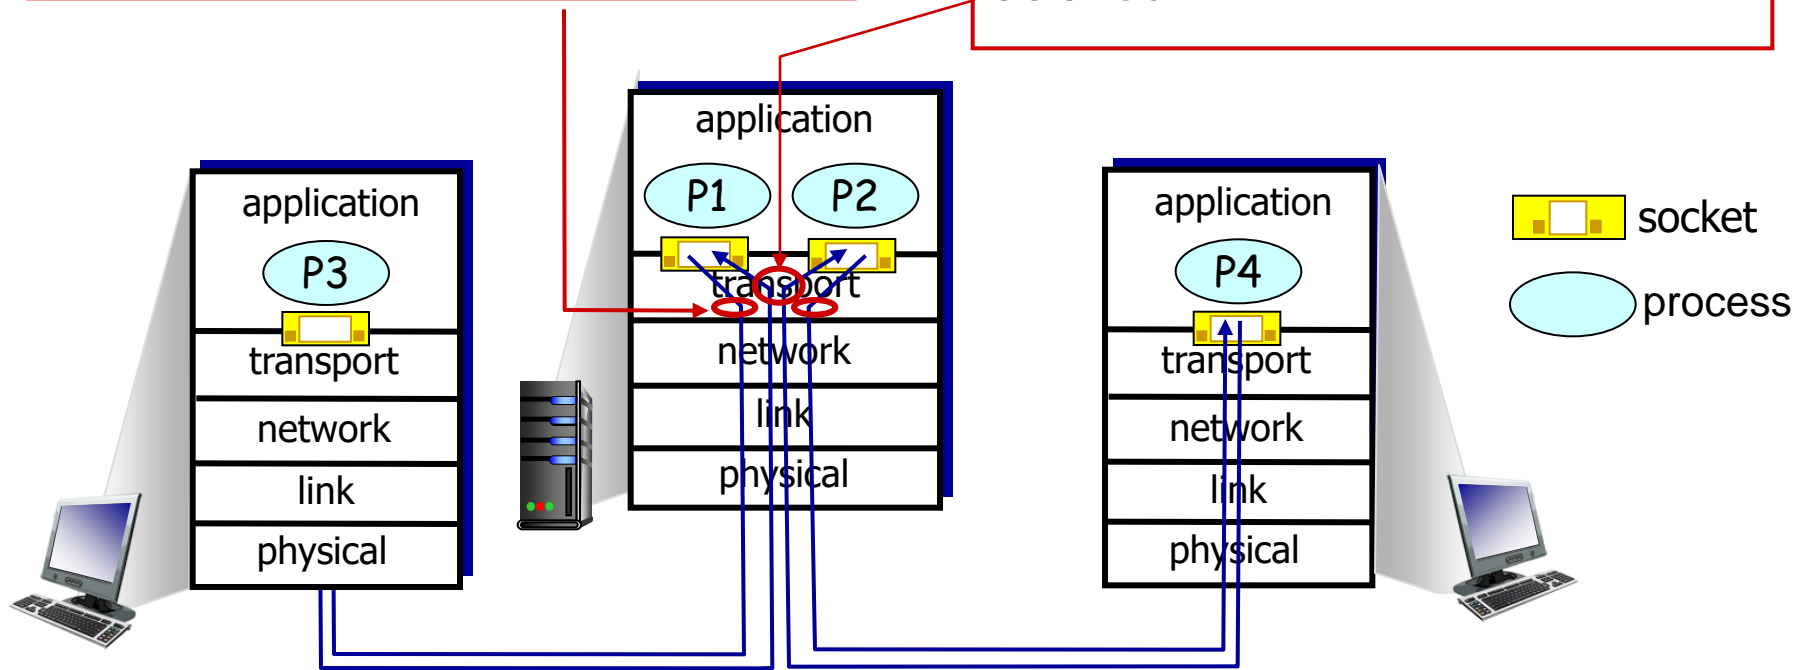 application
P1 P2
transport
network
link
physical
application
P3
transport
network
link
physical
application
P4
transport
network
link
physical
socket
process